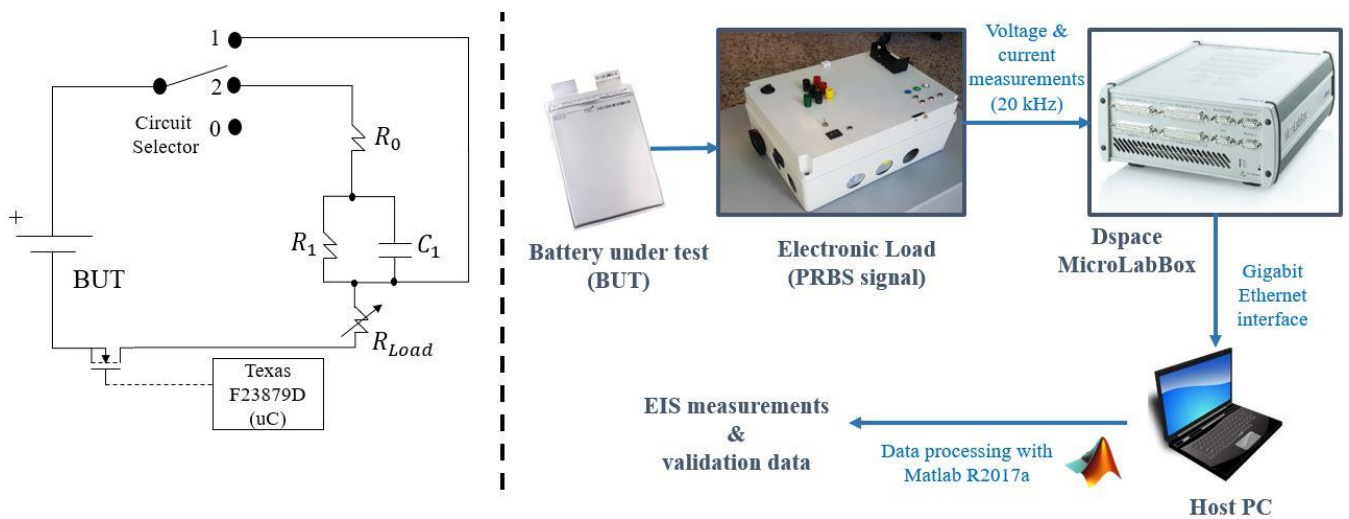 1
2
0
Circuit
Selector
R0
R1
C1
+
BUT
RLoad
Texas
F23879D
(uC)
Voltage &
current
measurements
(20 kHz)
Battery under test
(BUT)
Electronic Load
(PRBS signal)
Dspace
MicroLabBox
Gigabit
Ethernet
interface
EIS measurements
&
validation data
Data processing with
Matlab R2017a
Host PC